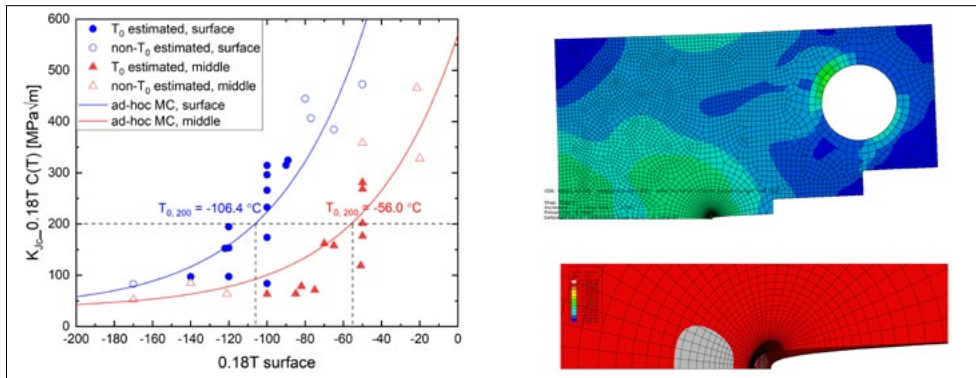 T₀ estimated, surface
non-T₀ estimated, surface
T₀ estimated, middle
non-T₀ estimated, middle
ad-hoc MC, surface
ad-hoc MC, middle
T₀, ₂₀₀ = -106.4 °C
T₀, ₂₀₀ = -56.0 °C
K_Jc_0.18T C(T) [MPa√m]
600
500
400
300
200
100
0
-200 -180 -160 -140 -120 -100 -80 -60 -40 -20 0
0.18T surface